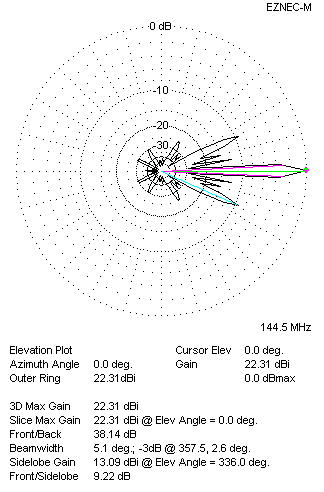 EZNEC-M
0 dB
-10
-20
-30
144.5 MHz
Elevation Plot Cursor Elev 0.0 deg.
Azimuth Angle 0.0 deg. Gain 22.31 dBi
Outer Ring 22.31dBi 0.0 dBmax
3D Max Gain 22.31 dBi
Slice Max Gain 22.31 dBi @ Elev Angle = 0.0 deg.
Front/Back 38.14 dB
Beamwidth 5.1 deg.; -3dB @ 357.5, 2.6 deg.
Sidelobe Gain 13.09 dBi @ Elev Angle = 336.0 deg.
Front/Sidelobe 9.22 dB